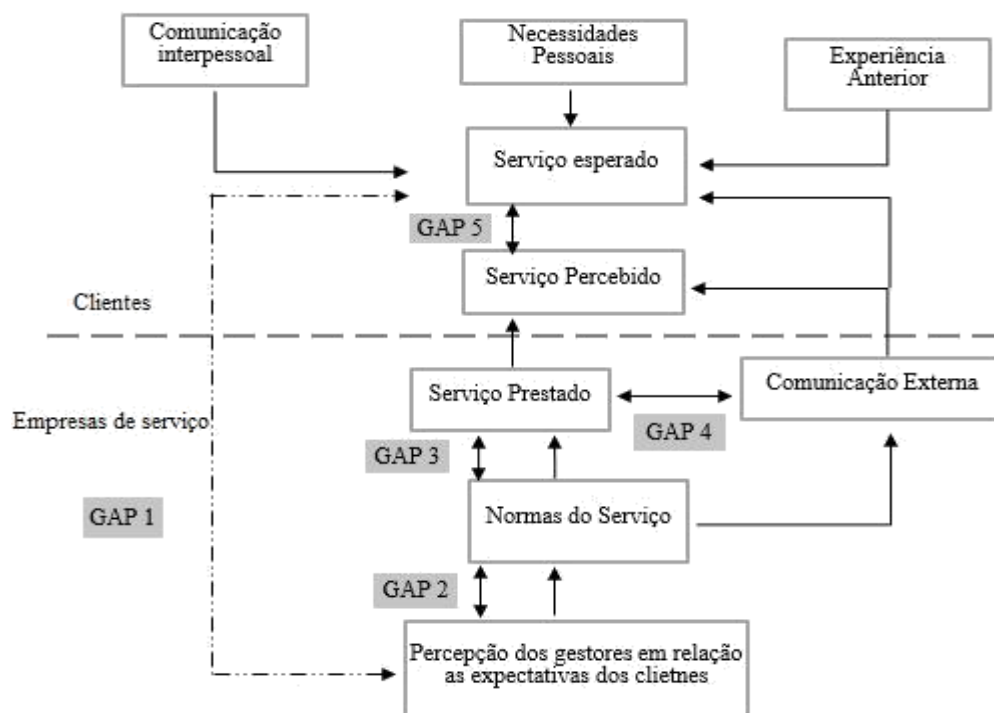 Comunicação
interpessoal
Necessidades
Pessoais
Experiência
Anterior
Serviço esperado
GAP 5
Serviço Percebido
Clientes
Serviço Prestado
Comunicação Externa
Empresas de serviço
GAP 4
GAP 3
GAP 1
Normas do Serviço
GAP 2
Percepção dos gestores em relação
as expectativas dos clietnes